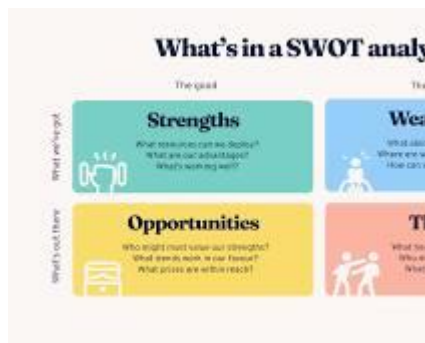 What's in a SWOT analy
The good
What we've got
Strengths
What resources can we deploy?
What are our advantages?
What's working well?
Wea
What's out there
Opportunities
Who might most value our strengths?
What trends work in our favour?
What prizes are within reach?
Th